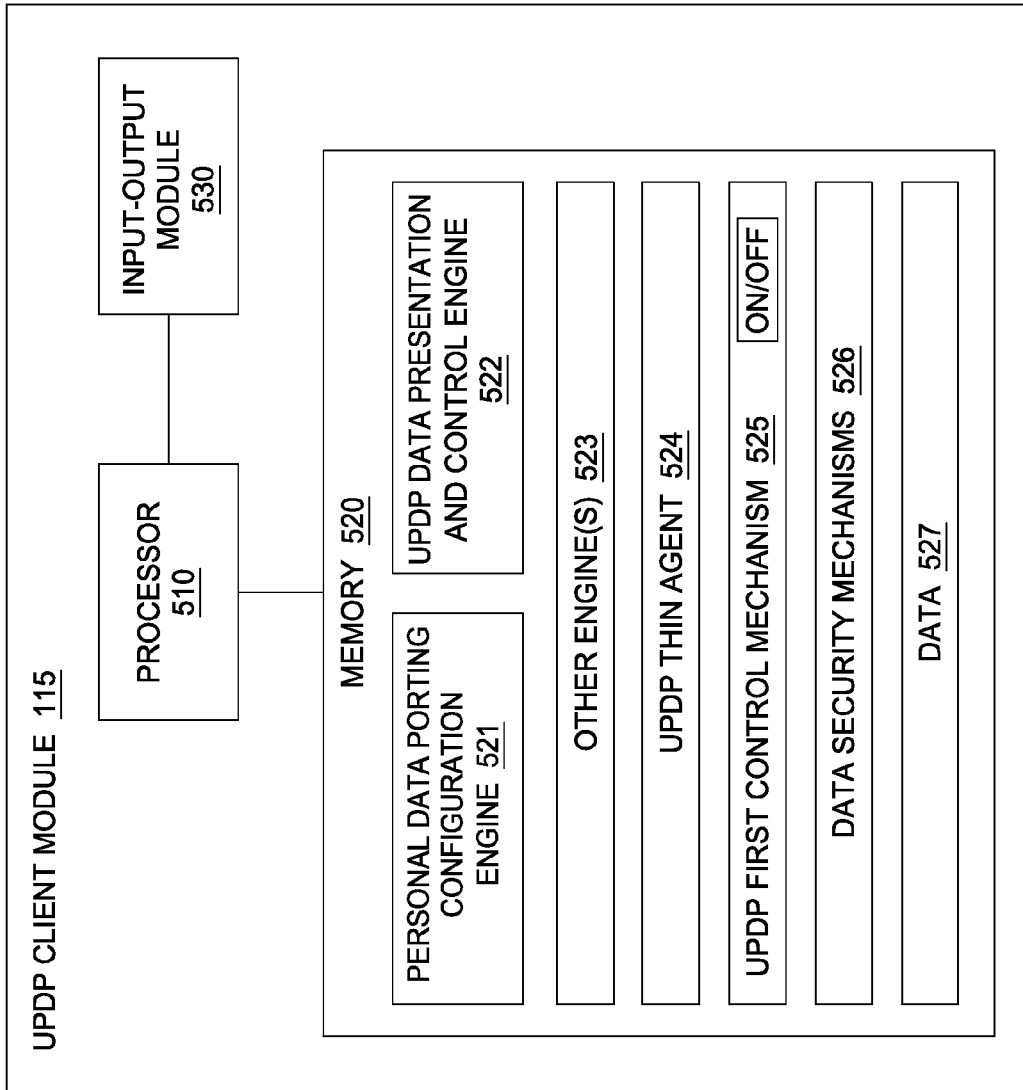 UPDP CLIENT MODULE 115
PROCESSOR
510
INPUT-OUTPUT
MODULE
530
MEMORY 520
PERSONAL DATA PORTING
CONFIGURATION
ENGINE 521
UPDP DATA PRESENTATION
AND CONTROL ENGINE
522
OTHER ENGINE(S) 523
UPDP THIN AGENT 524
UPDP FIRST CONTROL MECHANISM 525
ON/OFF
DATA SECURITY MECHANISMS 526
DATA 527